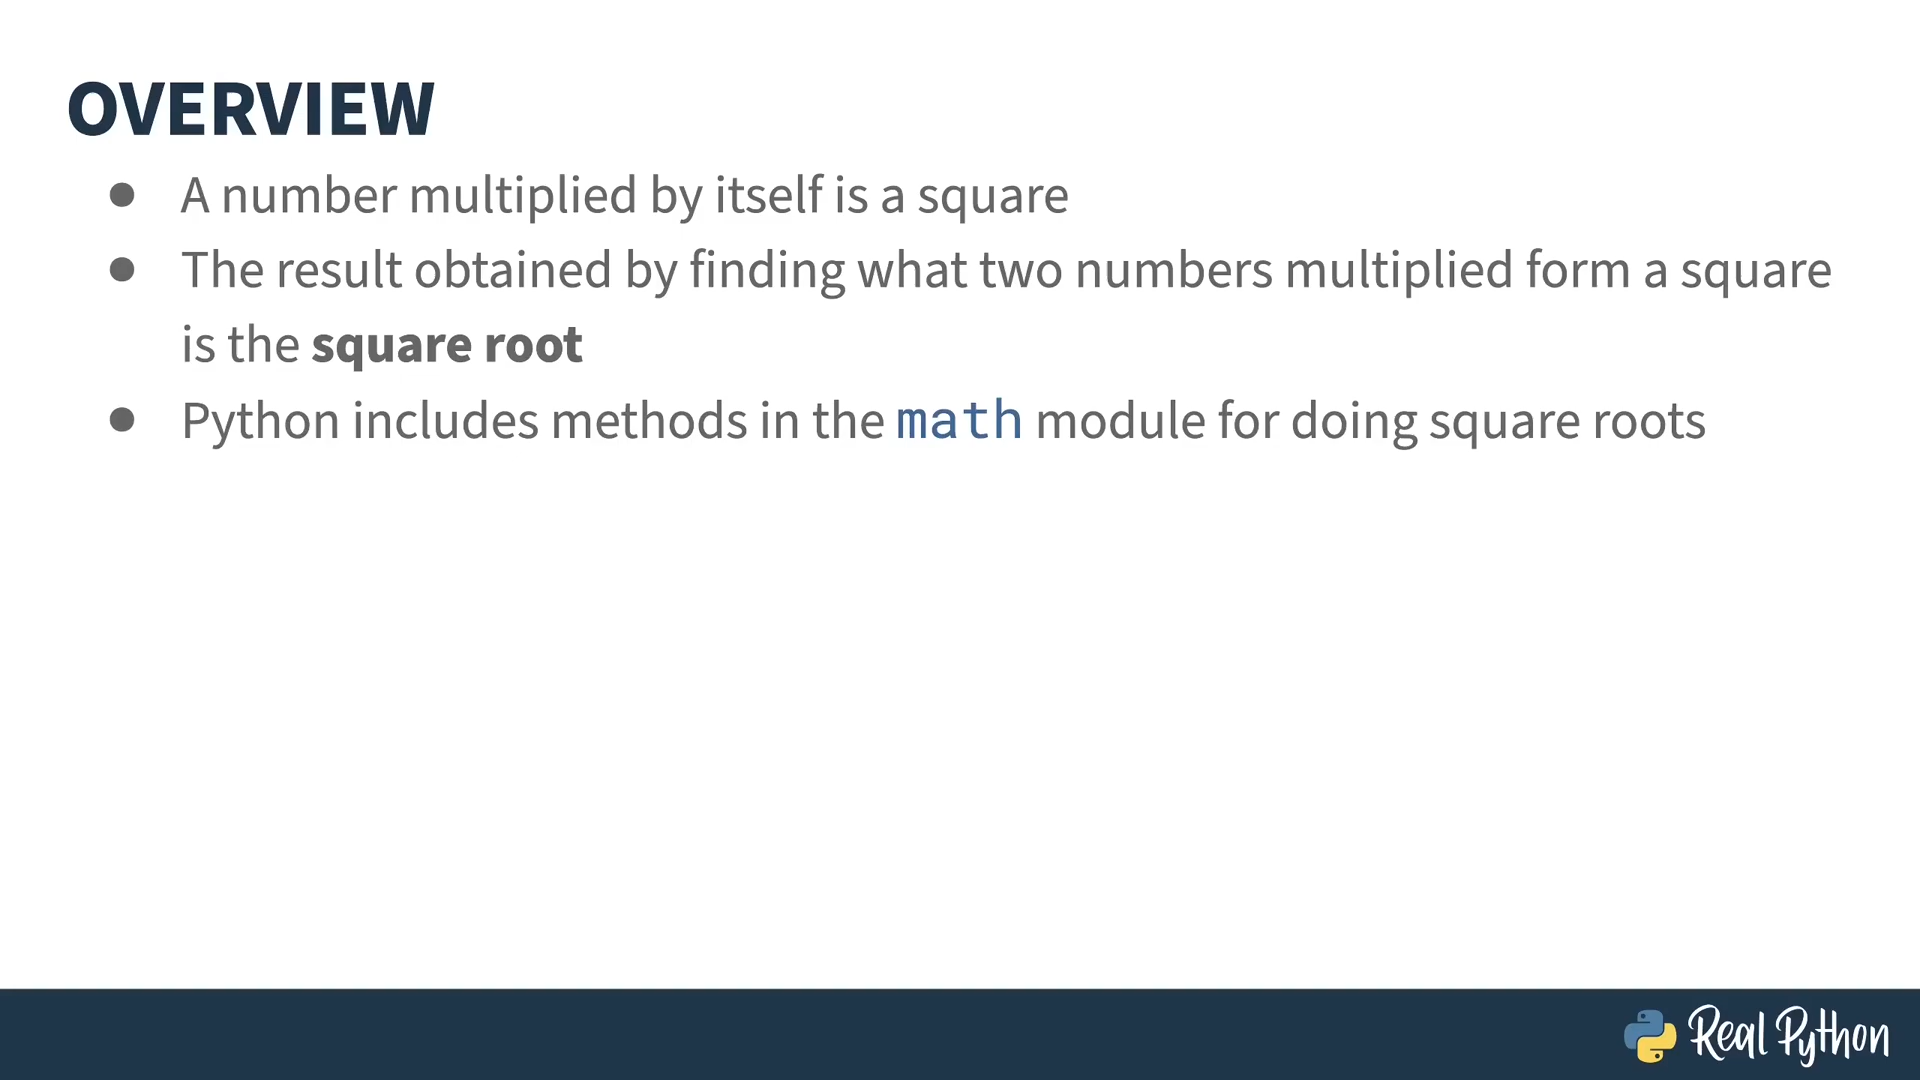 OVERVIEW
● A number multiplied by itself is a square
● The result obtained by finding what two numbers multiplied form a square
is the square root
● Python includes methods in the math module for doing square roots
Real Python